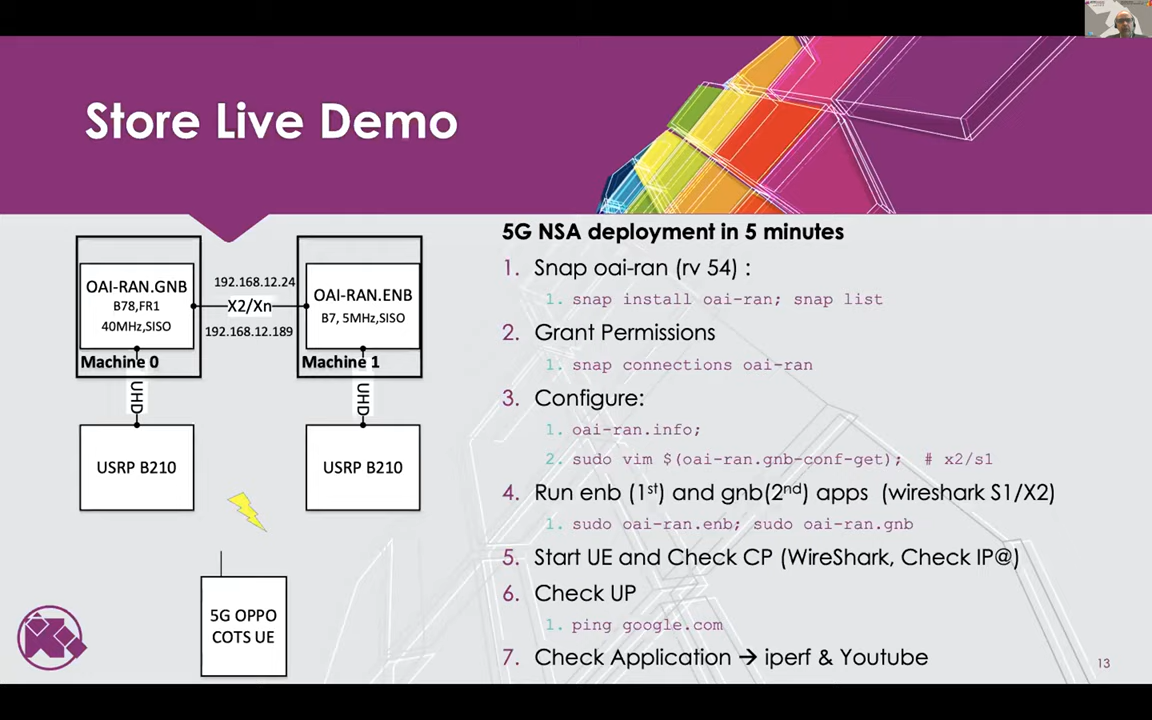 Store Live Demo
OAI-RAN.GNB
B78,FR1
40MHz,SISO
Machine 0
192.168.12.24
X2/Xn
192.168.12.189
OAI-RAN.ENB
B7, 5MHz,SISO
Machine 1
UHD
UHD
USRP B210
USRP B210
5G OPPO
COTS UE
5G NSA deployment in 5 minutes
1. Snap oai-ran (rv 54) :
1. snap install oai-ran; snap list
2. Grant Permissions
1. snap connections oai-ran
3. Configure:
1. oai-ran.info;
2. sudo vim $(oai-ran.gnb-conf-get); # x2/s1
4. Run enb (1st) and gnb(2nd) apps (wireshark S1/X2)
1. sudo oai-ran.enb; sudo oai-ran.gnb
5. Start UE and Check CP (WireShark, Check IP@)
6. Check UP
1. ping google.com
7. Check Application → iperf & Youtube
13